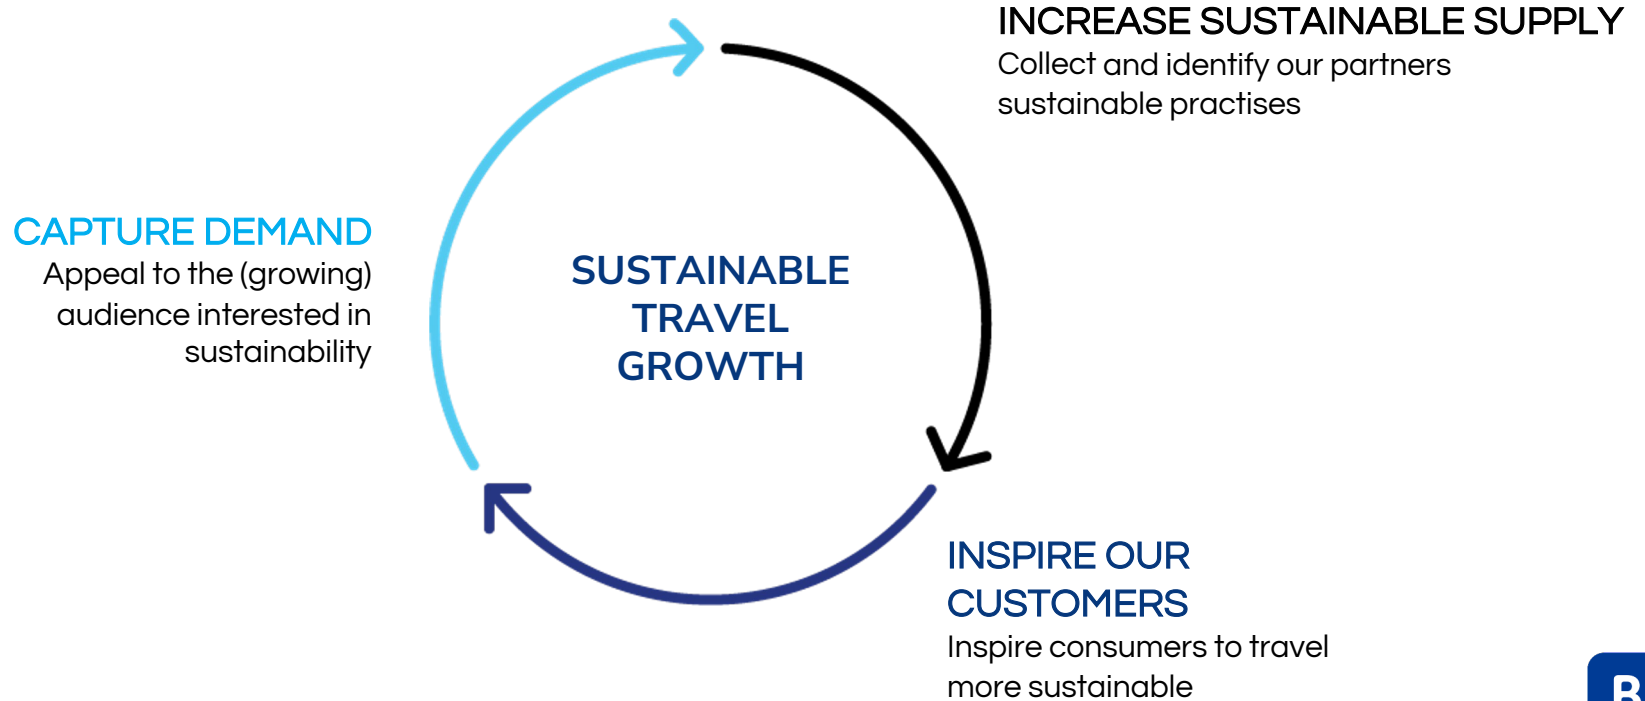 INCREASE SUSTAINABLE SUPPLY
Collect and identify our partners
sustainable practises
CAPTURE DEMAND
Appeal to the (growing)
audience interested in
sustainability
SUSTAINABLE
TRAVEL
GROWTH
INSPIRE OUR
CUSTOMERS
Inspire consumers to travel
more sustainable
B